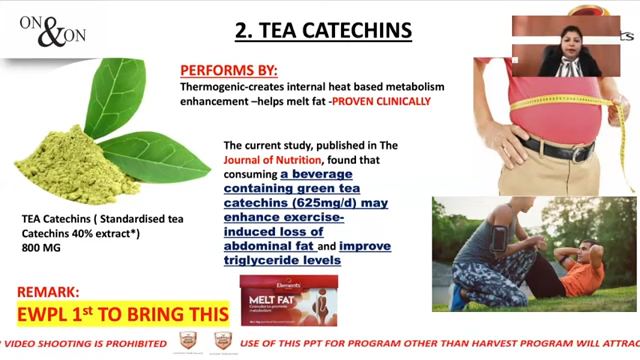 ON
&
ON
2. TEA CATECHINS
PERFORMS BY:
Thermogenic-creates internal heat based metabolism
enhancement –helps melt fat -PROVEN CLINICALLY
The current study, published in The
Journal of Nutrition, found that
consuming a beverage
containing green tea
catechins (625mg/d) may
enhance exercise-
induced loss of
abdominal fat and improve
triglyceride levels
TEA Catechins ( Standardised tea
Catechins 40% extract*)
800 MG
Elements
MELT FAT
REMARK:
EWPL 1st TO BRING THIS
VIDEO SHOOTING IS PROHIBITED
USE OF THIS PPT FOR PROGRAM OTHER THAN HARVEST PROGRAM WILL ATTRAC